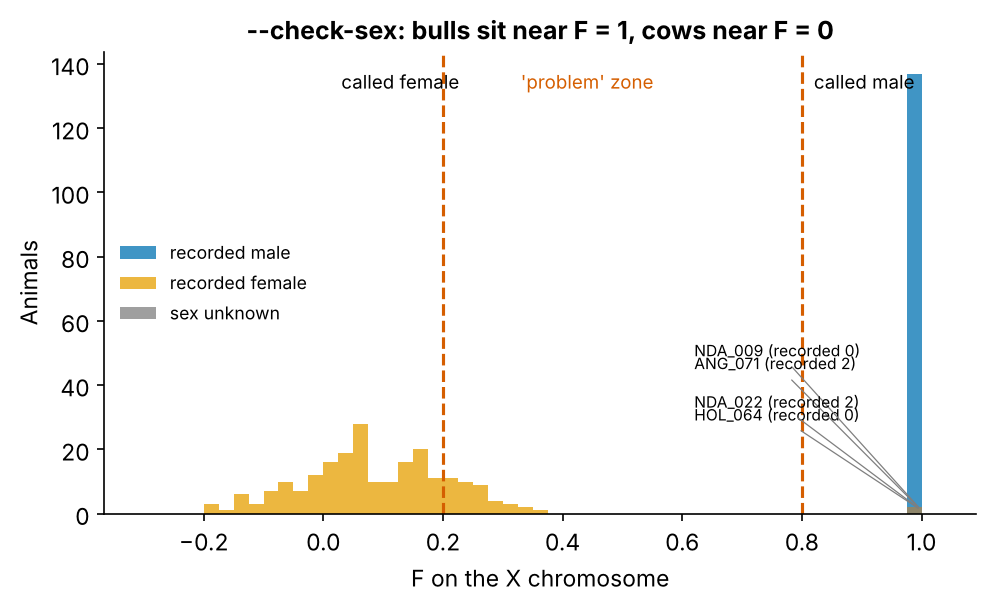 --check-sex: bulls sit near F = 1, cows near F = 0
called female
'problem' zone
called male
140
120
100
80
60
40
20
0
Animals
recorded male
recorded female
sex unknown
NDA_009 (recorded 0)
ANG_071 (recorded 2)
NDA_022 (recorded 2)
HOL_064 (recorded 0)
−0.2
0.0
0.2
0.4
0.6
0.8
1.0
F on the X chromosome